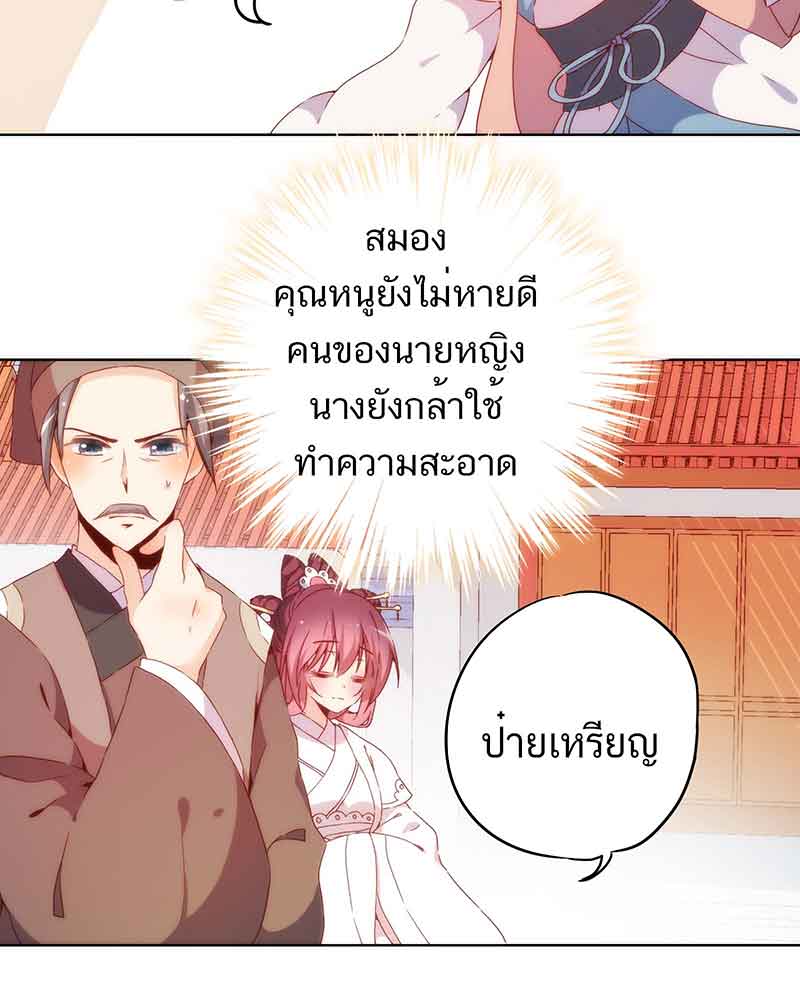 สมอง
คุณหนูยังไม่หายดี
คนของนายหญิง
นางยังกล้าใช้
ทำความสะอาด
ป๋ายเหรียญ